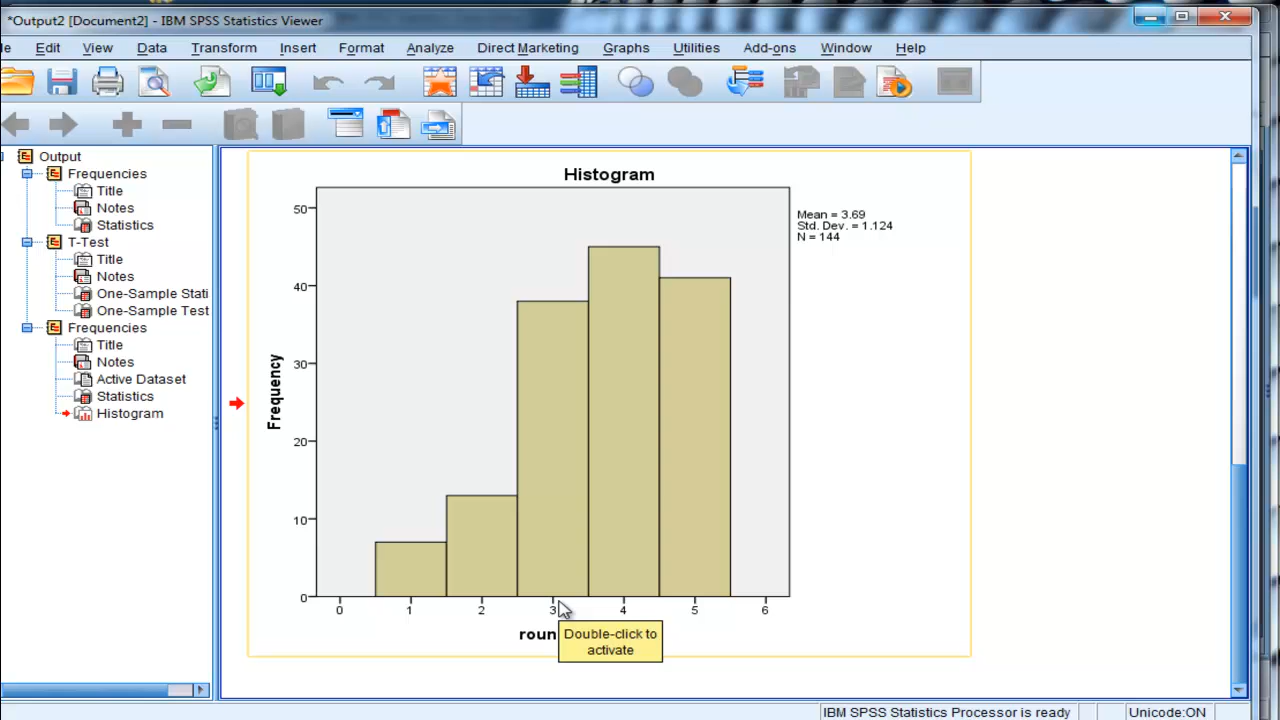 *Output2 [Document2] - IBM SPSS Statistics Viewer
Edit View Data Transform Insert Format Analyze Direct Marketing Graphs Utilities Add-ons Window Help
Output
Frequencies
Title
Notes
Statistics
T-Test
Title
Notes
One-Sample Stati
One-Sample Test
Frequencies
Title
Notes
Active Dataset
Statistics
Histogram
Histogram
Mean = 3.69
Std. Dev. = 1.124
N = 144
50
40
30
20
10
0
Frequency
0 1 2 3 4 5 6
roun
Double-click to
activate
IBM SPSS Statistics Processor is ready Unicode:ON